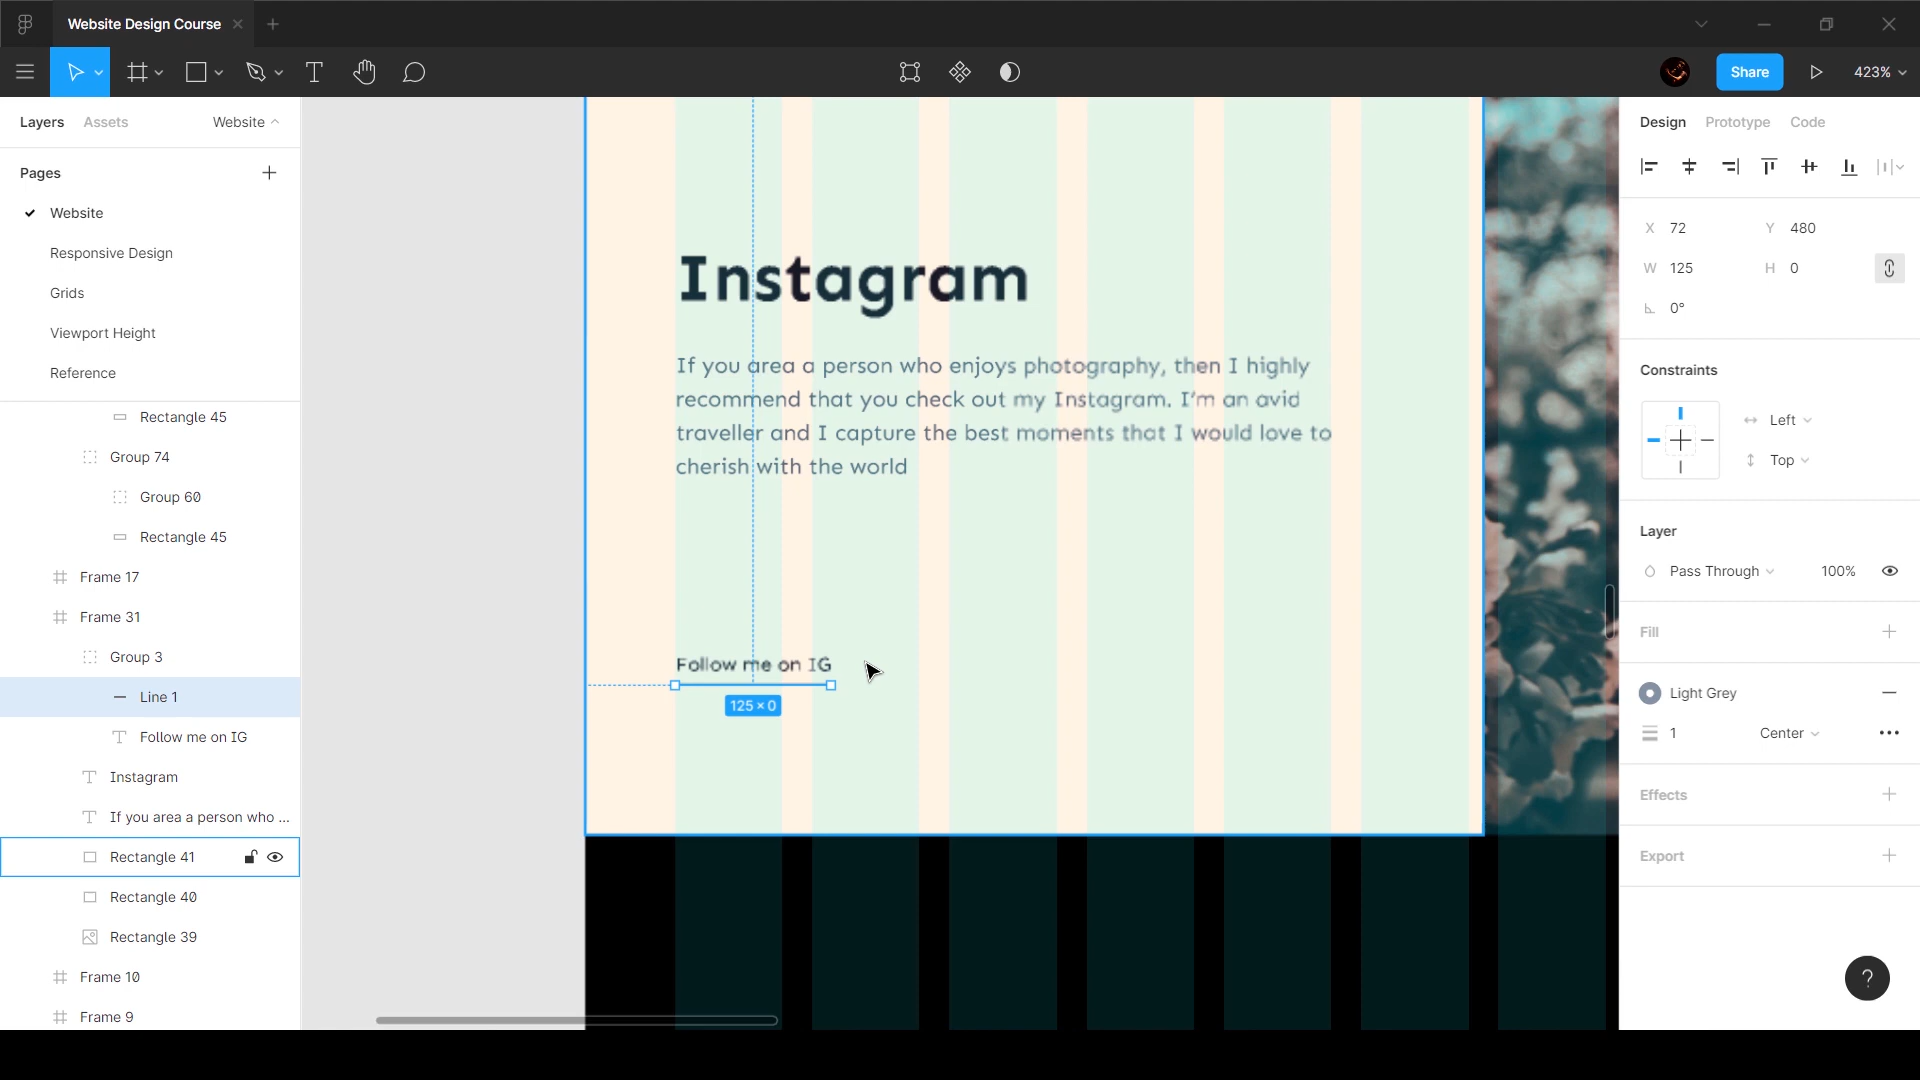 Website Design Course
Share
423%
Layers
Assets
Website
Pages
Website
Responsive Design
Grids
Viewport Height
Reference
Rectangle 45
Group 74
Group 60
Rectangle 45
Frame 17
Frame 31
Group 3
Line 1
Follow me on IG
Instagram
If you area a person who ...
Rectangle 41
Rectangle 40
Rectangle 39
Frame 10
Frame 9
Instagram
If you area a person who enjoys photography, then I highly
recommend that you check out my Instagram. I'm an avid
traveller and I capture the best moments that I would love to
cherish with the world
Follow me on IG
125 × 0
Design
Prototype
Code
X 72
Y 480
W 125
H 0
0°
Constraints
Left
Top
Layer
Pass Through
100%
Fill
Light Grey
1
Center
Effects
Export
?